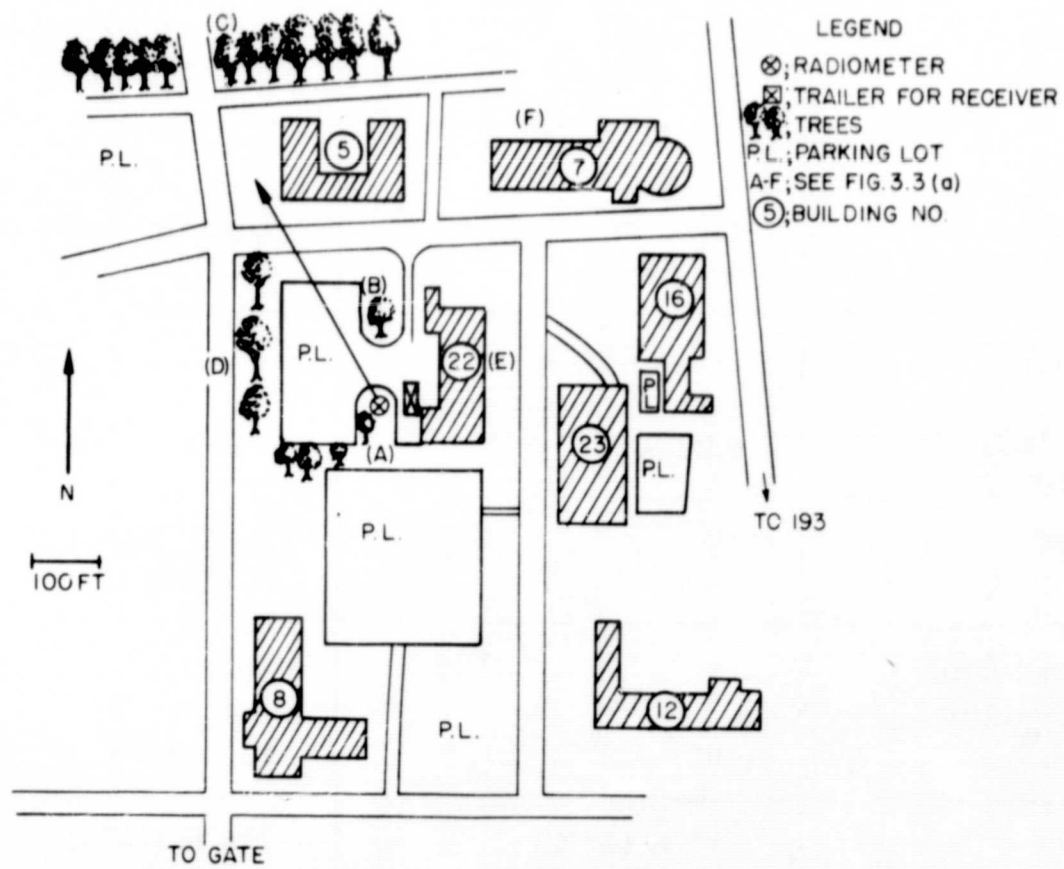 (C)
LEGEND
;RADIOMETER
;TRAILER FOR RECEIVER
;TREES
P.L.;PARKING LOT
A-F;SEE FIG. 3.3 (a)
5;BUILDING NO.
P.L.
5
(F)
7
(B)
16
P.L.
(D)
22
(E)
P L
(A)
23
P.L.
N
P.L.
TO 193
100 FT
8
P.L.
12
TO GATE